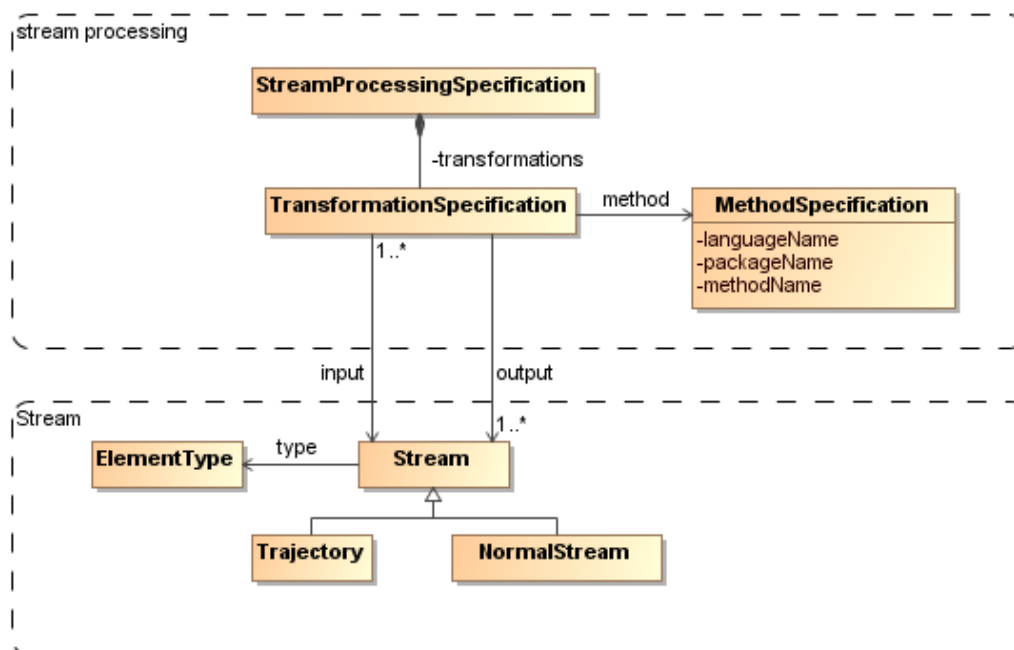 stream processing
StreamProcessingSpecification
-transformations
TransformationSpecification
method
MethodSpecification
-languageName
-packageName
-methodName
1..*
input
output
Stream
1..*
ElementType
type
Stream
Trajectory
NormalStream